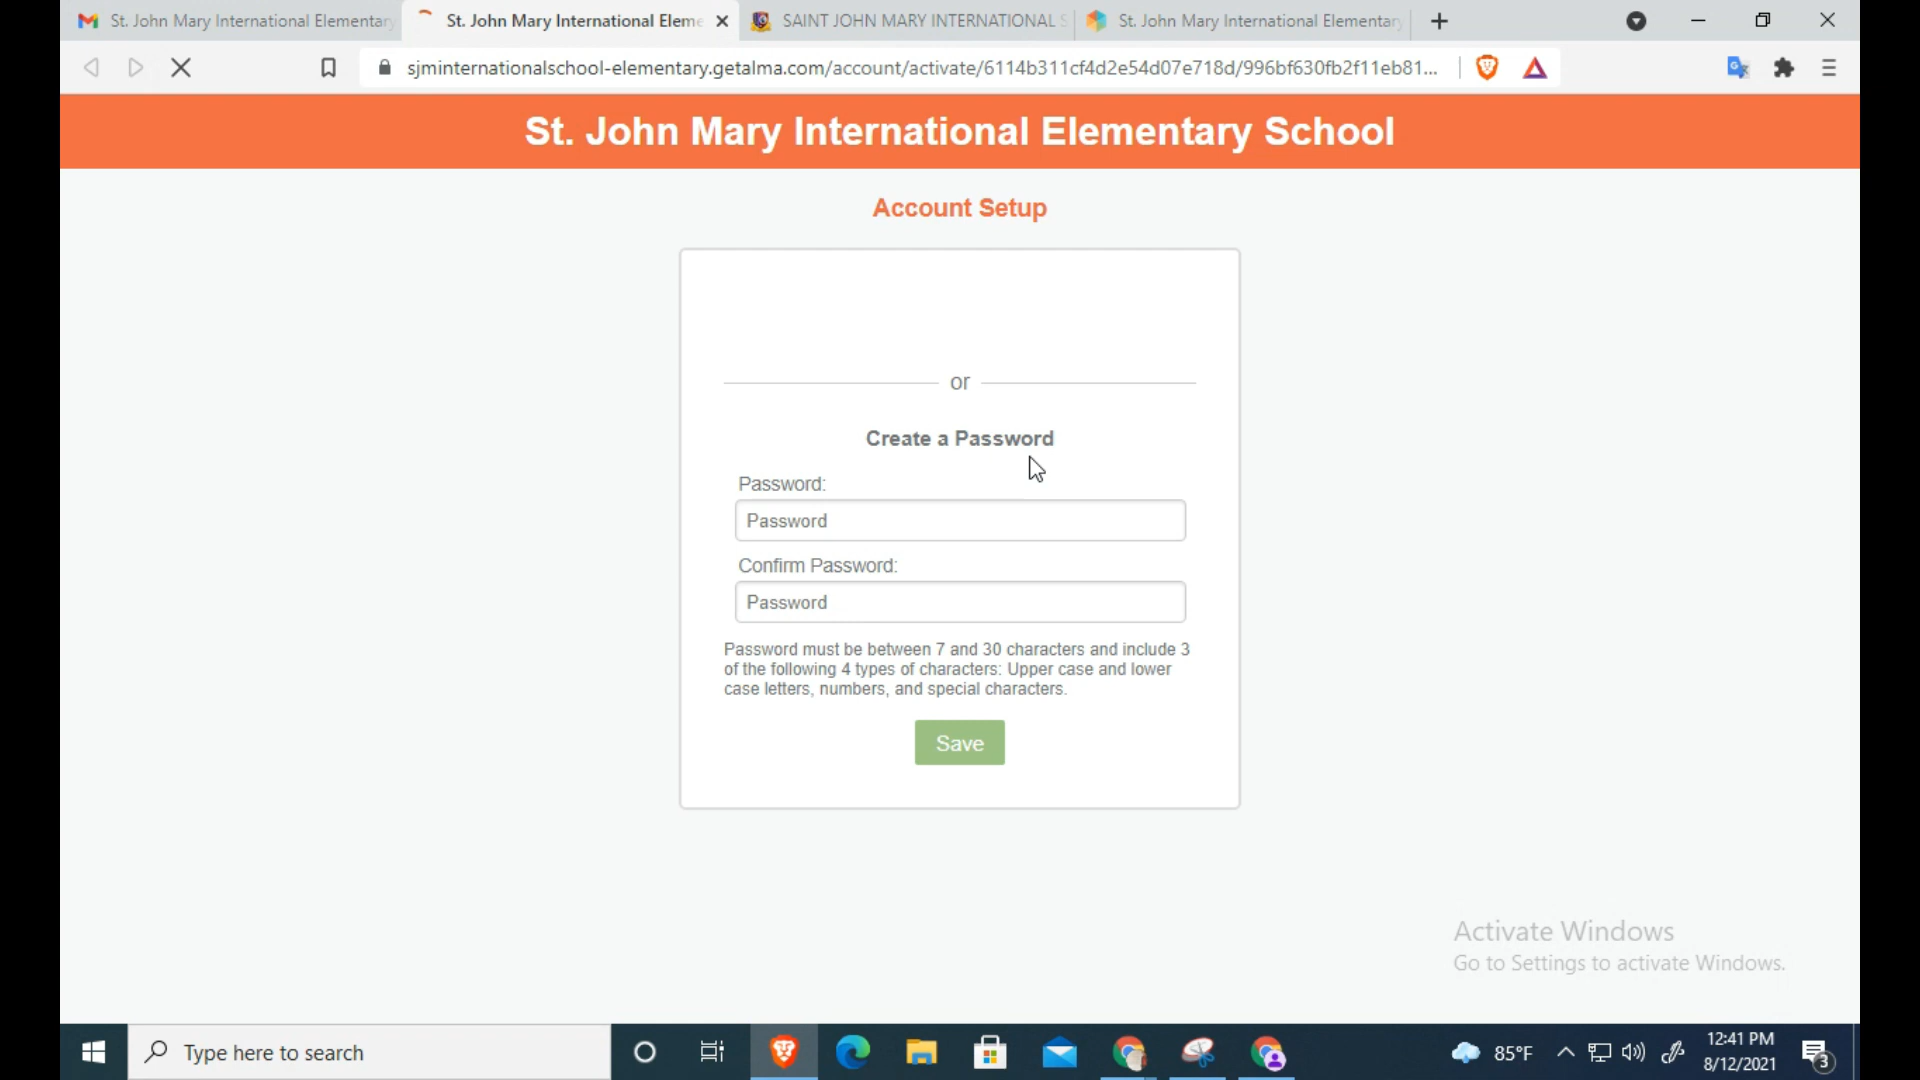 St. John Mary International Elementary
St. John Mary International Eleme
SAINT JOHN MARY INTERNATIONAL S
St. John Mary International Elementary
sjminternationalschool-elementary.getalma.com/account/activate/6114b311cf4d2e54d07e718d/996bf630fb2f11eb81...
St. John Mary International Elementary School
Account Setup
or
Create a Password
Password:
Password
Confirm Password:
Password
Password must be between 7 and 30 characters and include 3
of the following 4 types of characters: Upper case and lower
case letters, numbers, and special characters.
Save
Activate Windows
Go to Settings to activate Windows.
Type here to search
85°F
12:41 PM
8/12/2021
3